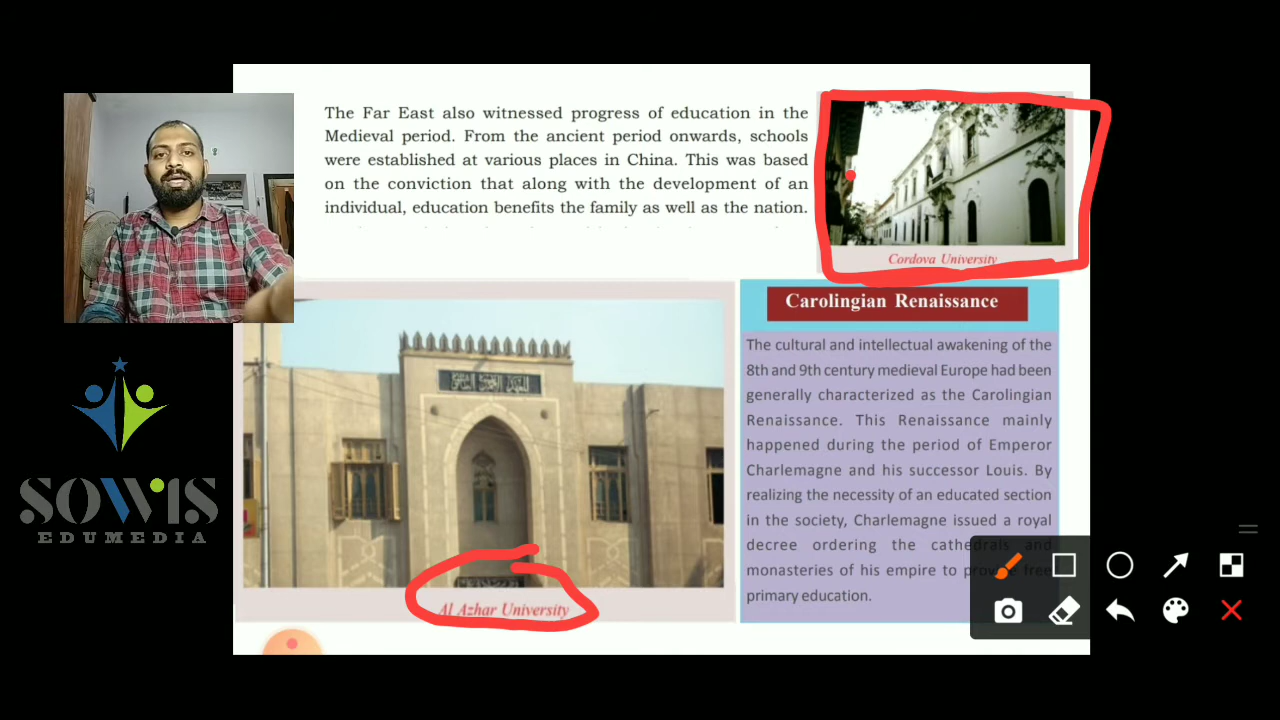 The Far East also witnessed progress of education in the
Medieval period. From the ancient period onwards, schools
were established at various places in China. This was based
on the conviction that along with the development of an
individual, education benefits the family as well as the nation.
Cordova University
Carolingian Renaissance
The cultural and intellectual awakening of the
8th and 9th century medieval Europe had been
generally characterized as the Carolingian
Renaissance. This Renaissance mainly
happened during the period of Emperor
Charlemagne and his successor Louis. By
realizing the necessity of an educated section
in the society, Charlemagne issued a royal
decree ordering the cathedrals and
monasteries of his empire to provide free
primary education.
Al Azhar University
SOWIS
EDUMEDIA